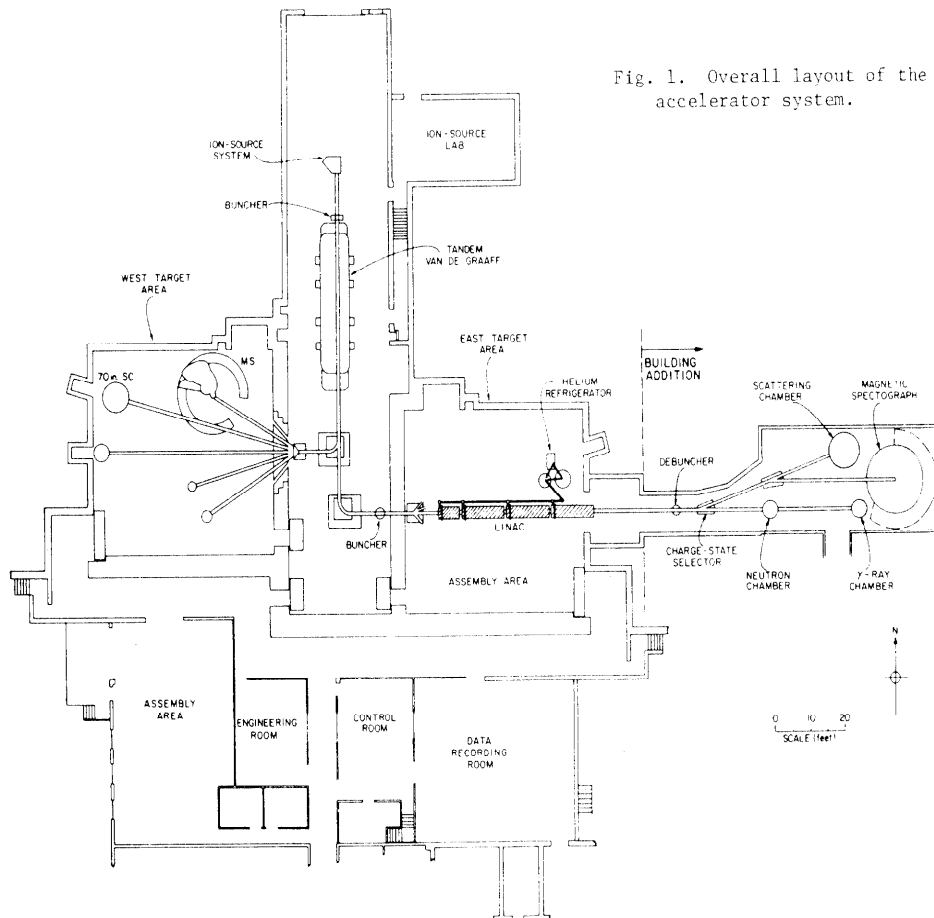 Fig. 1. Overall layout of the
accelerator system.
ION-SOURCE
SYSTEM
ION-SOURCE
LAB
BUNCHER
TANDEM
VAN DE GRAAFF
WEST TARGET
AREA
EAST TARGET
AREA
BUILDING
ADDITION
MS
70 in. SC
HELIUM
REFRIGERATOR
SCATTERING
CHAMBER
MAGNETIC
SPECTOGRAPH
DEBUNCHER
BUNCHER
LINAC
CHARGE-STATE
SELECTOR
NEUTRON
CHAMBER
γ-RAY
CHAMBER
ASSEMBLY AREA
N
ASSEMBLY
AREA
ENGINEERING
ROOM
CONTROL
ROOM
DATA
RECORDING
ROOM
0 10 20
SCALE (feet)